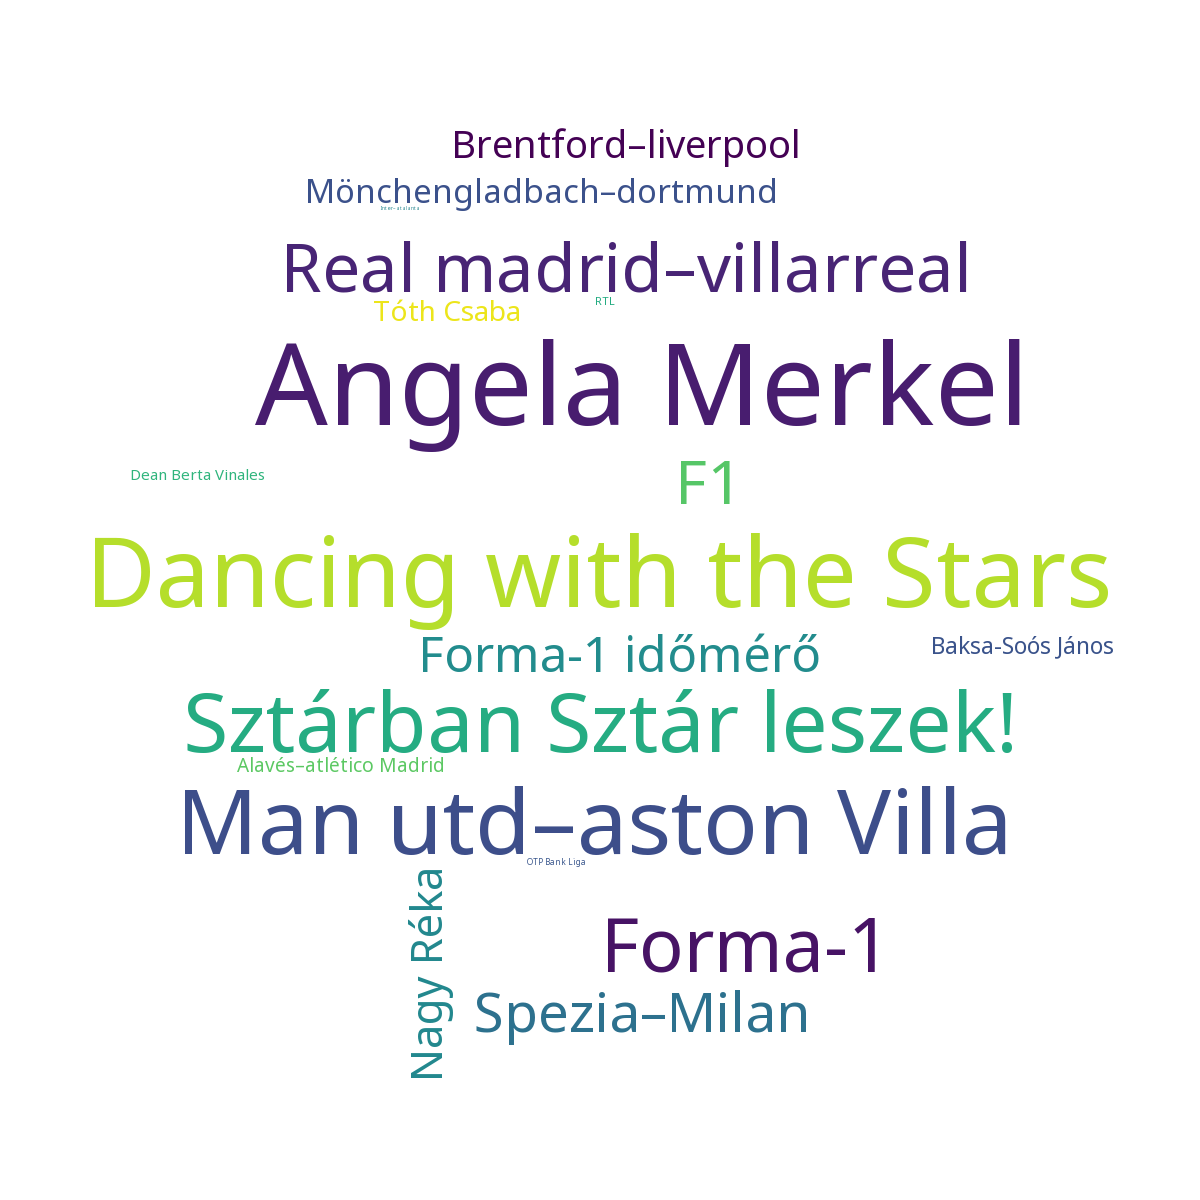 Brentford–liverpool
Mönchengladbach–dortmund
Inter–atalanta
Real madrid–villarreal
RTL
Tóth Csaba
Angela Merkel
Dean Berta Vinales
F1
Dancing with the Stars
Forma-1 időmérő
Baksa-Soós János
Sztárban Sztár leszek!
Alavés–atlético Madrid
Man utd–aston Villa
OTP Bank Liga
Nagy Réka
Forma-1
Spezia–Milan